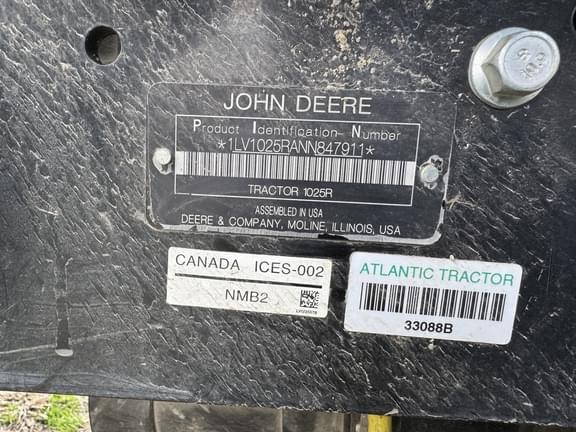 JOHN DEERE
Product Identification Number
*1LV1025RANN847911*
TRACTOR 1025R
ASSEMBLED IN USA
DEERE & COMPANY, MOLINE, ILLINOIS, USA
CANADA ICES-002
NMB2
ATLANTIC TRACTOR
33088B